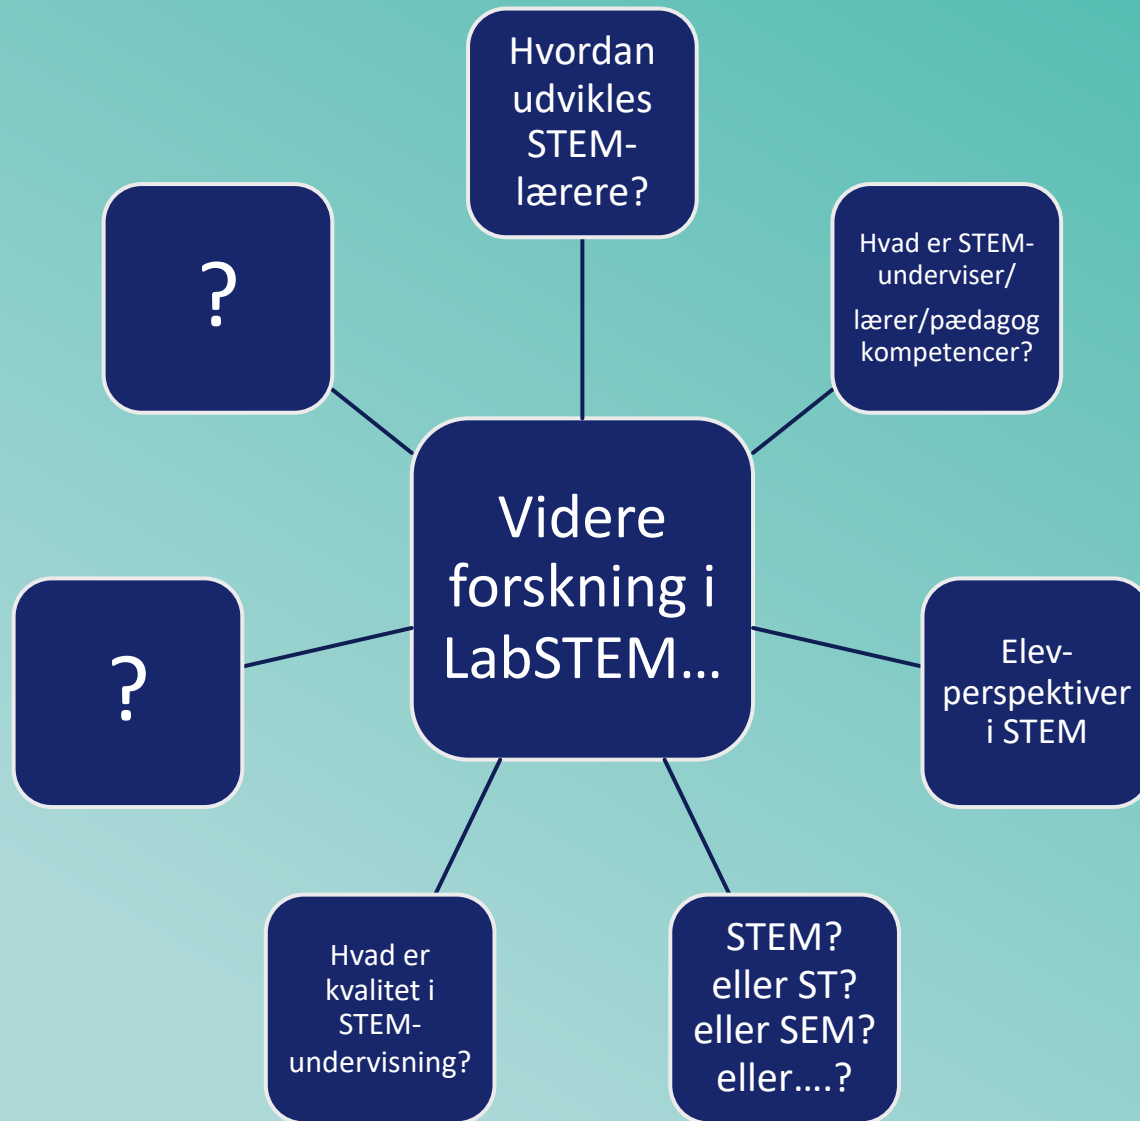 Hvordan
udvikles
STEM-
lærere?
Hvad er STEM-
underviser/
lærer/pædagog
kompetencer?
Elev-
perspektiver
i STEM
STEM?
eller ST?
eller SEM?
eller….?
Hvad er
kvalitet i
STEM-
undervisning?
?
?
Videre
forskning i
LabSTEM…